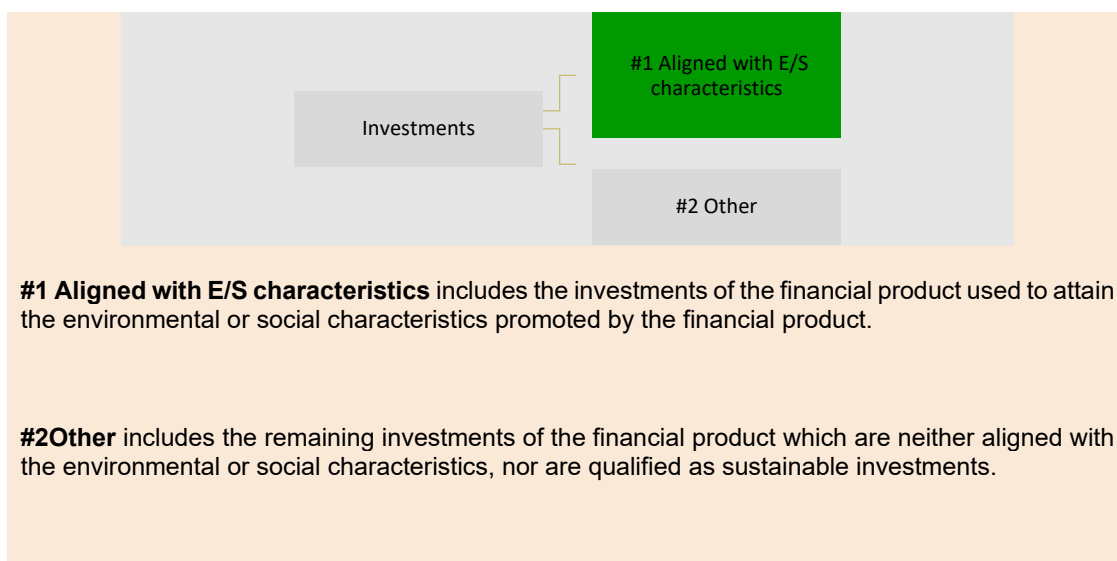 #1 Aligned with E/S
characteristics
Investments
#2 Other
#1 Aligned with E/S characteristics includes the investments of the financial product used to attain
the environmental or social characteristics promoted by the financial product.
#2Other includes the remaining investments of the financial product which are neither aligned with
the environmental or social characteristics, nor are qualified as sustainable investments.